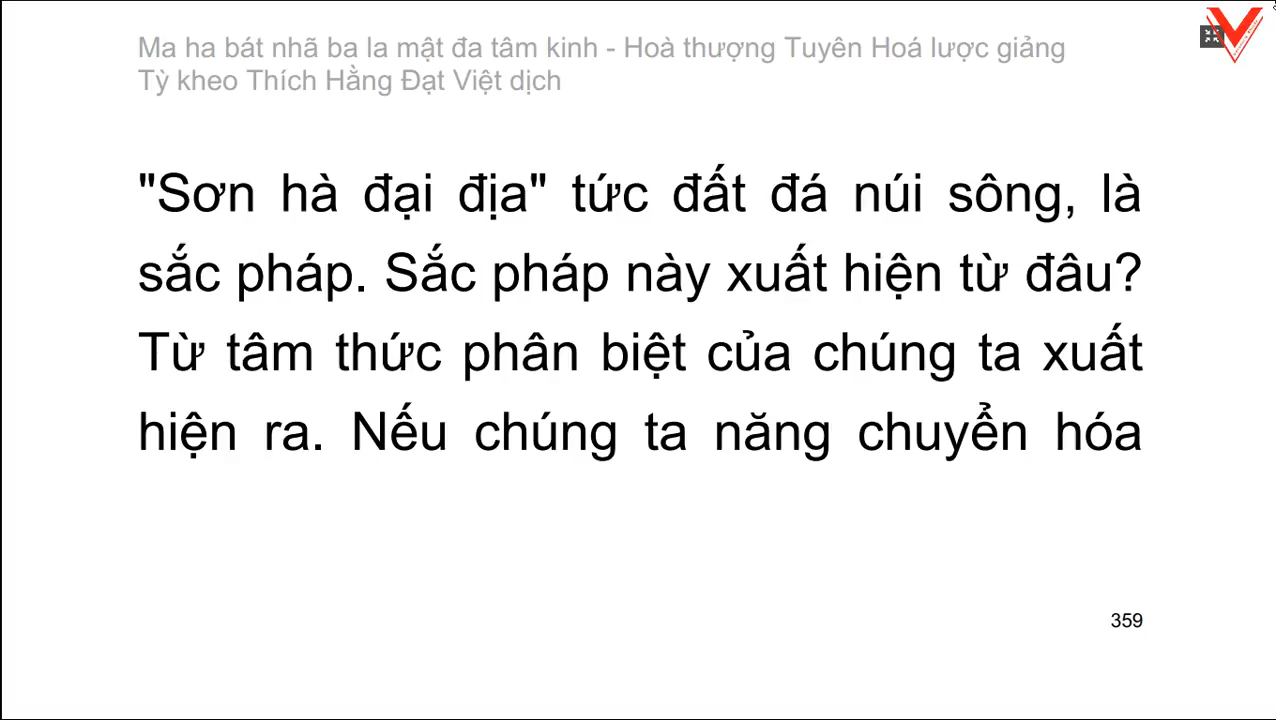 Ma ha bát nhã ba la mật đa tâm kinh - Hoà thượng Tuyên Hoá lược giảng
Tỳ kheo Thích Hằng Đạt Việt dịch
"Sơn hà đại địa" tức đất đá núi sông, là
sắc pháp. Sắc pháp này xuất hiện từ đâu?
Từ tâm thức phân biệt của chúng ta xuất
hiện ra. Nếu chúng ta năng chuyển hóa
359